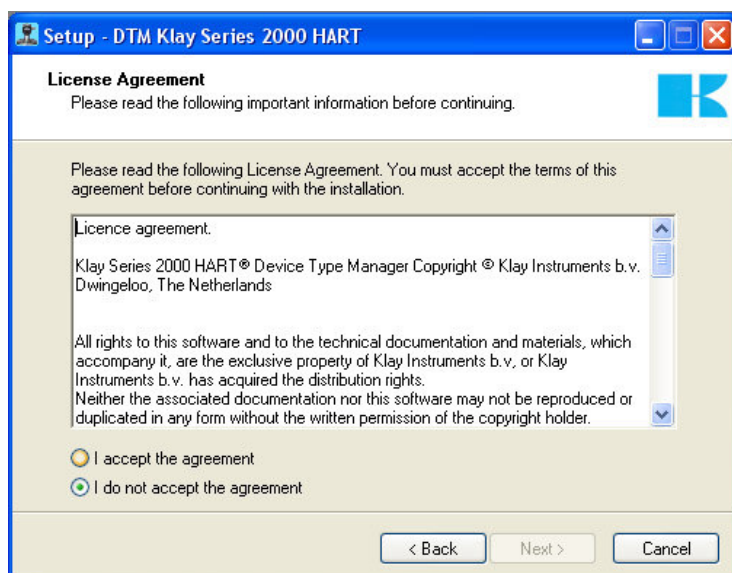 Setup - DTM Klay Series 2000 HART
License Agreement
Please read the following important information before continuing.
Please read the following License Agreement. You must accept the terms of this
agreement before continuing with the installation.
Licence agreement.
Klay Series 2000 HART® Device Type Manager Copyright © Klay Instruments b.v.
Dwingeloo, The Netherlands
All rights to this software and to the technical documentation and materials, which
accompany it, are the exclusive property of Klay Instruments b.v, or Klay
Instruments b.v. has acquired the distribution rights.
Neither the associated documentation nor this software may not be reproduced or
duplicated in any form without the written permission of the copyright holder.
I accept the agreement
I do not accept the agreement
< Back
Next >
Cancel